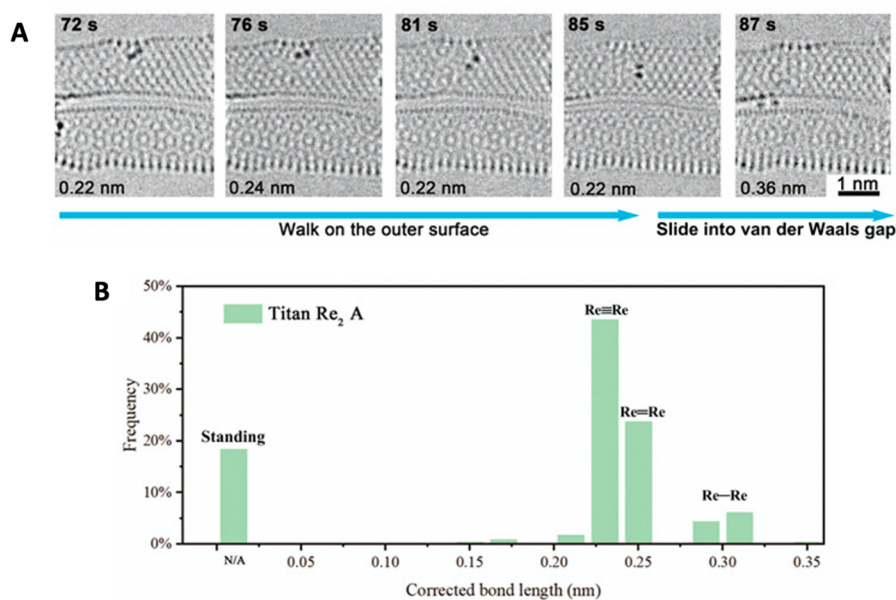 A
72 s 76 s 81 s 85 s 87 s
0.22 nm 0.24 nm 0.22 nm 0.22 nm 0.36 nm 1 nm
Walk on the outer surface Slide into van der Waals gap
B
50%
40%
30%
20%
10%
0%
Frequency
Titan Re₂ A
Re≡Re
Re=Re
Standing
Re−Re
N/A 0.05 0.10 0.15 0.20 0.25 0.30 0.35
Corrected bond length (nm)